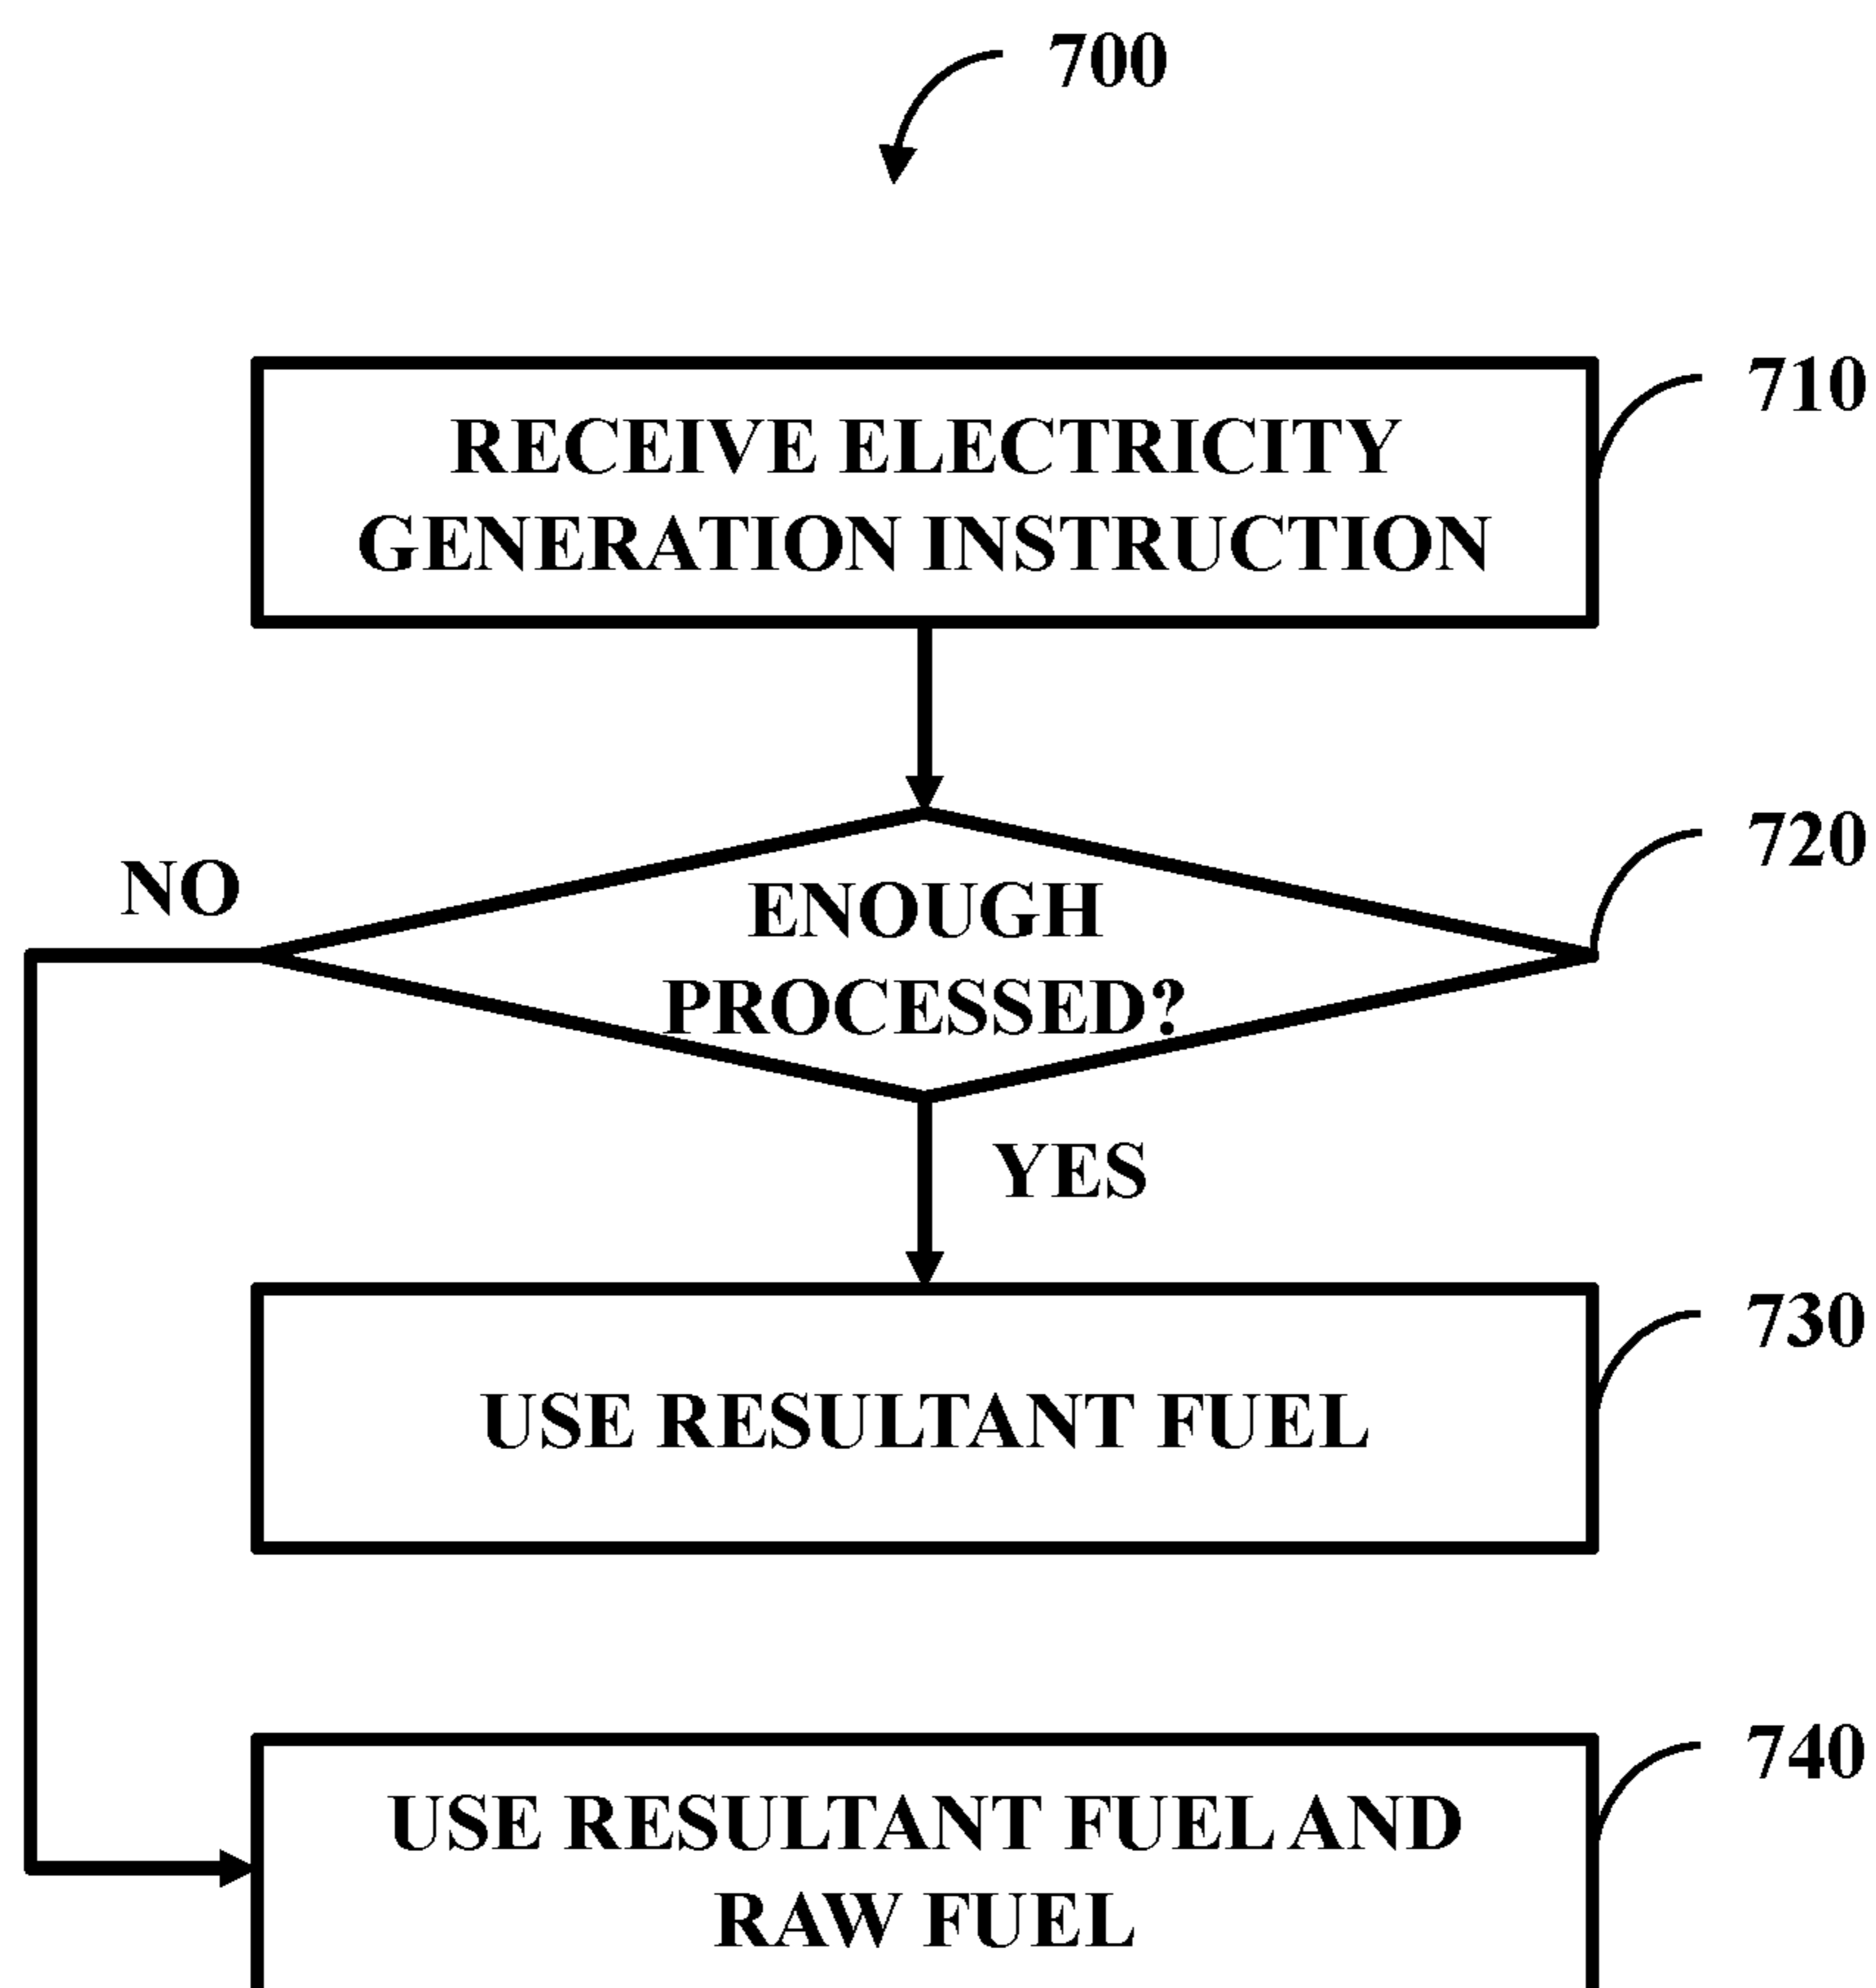 700
710
RECEIVE ELECTRICITY
GENERATION INSTRUCTION
720
NO
ENOUGH
PROCESSED?
YES
730
USE RESULTANT FUEL
740
USE RESULTANT FUEL AND
RAW FUEL